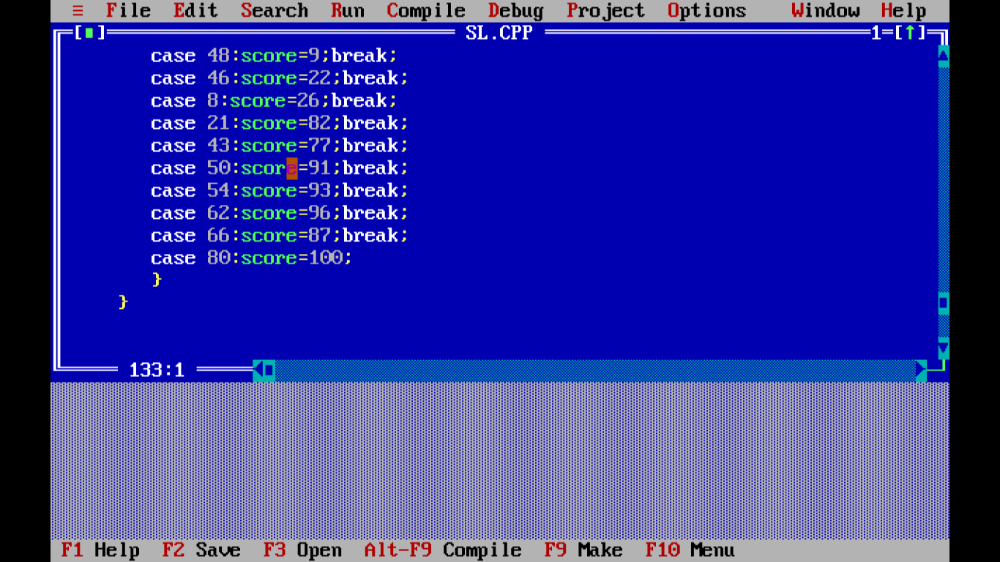 ≡ File Edit Search Run Compile Debug Project Options Window Help
[■] SL.CPP 1=[↑]
case 48:score=9;break;
case 46:score=22;break;
case 8:score=26;break;
case 21:score=82;break;
case 43:score=77;break;
case 50:score=91;break;
case 54:score=93;break;
case 62:score=96;break;
case 66:score=87;break;
case 80:score=100;
}
}
133:1
F1 Help F2 Save F3 Open Alt-F9 Compile F9 Make F10 Menu